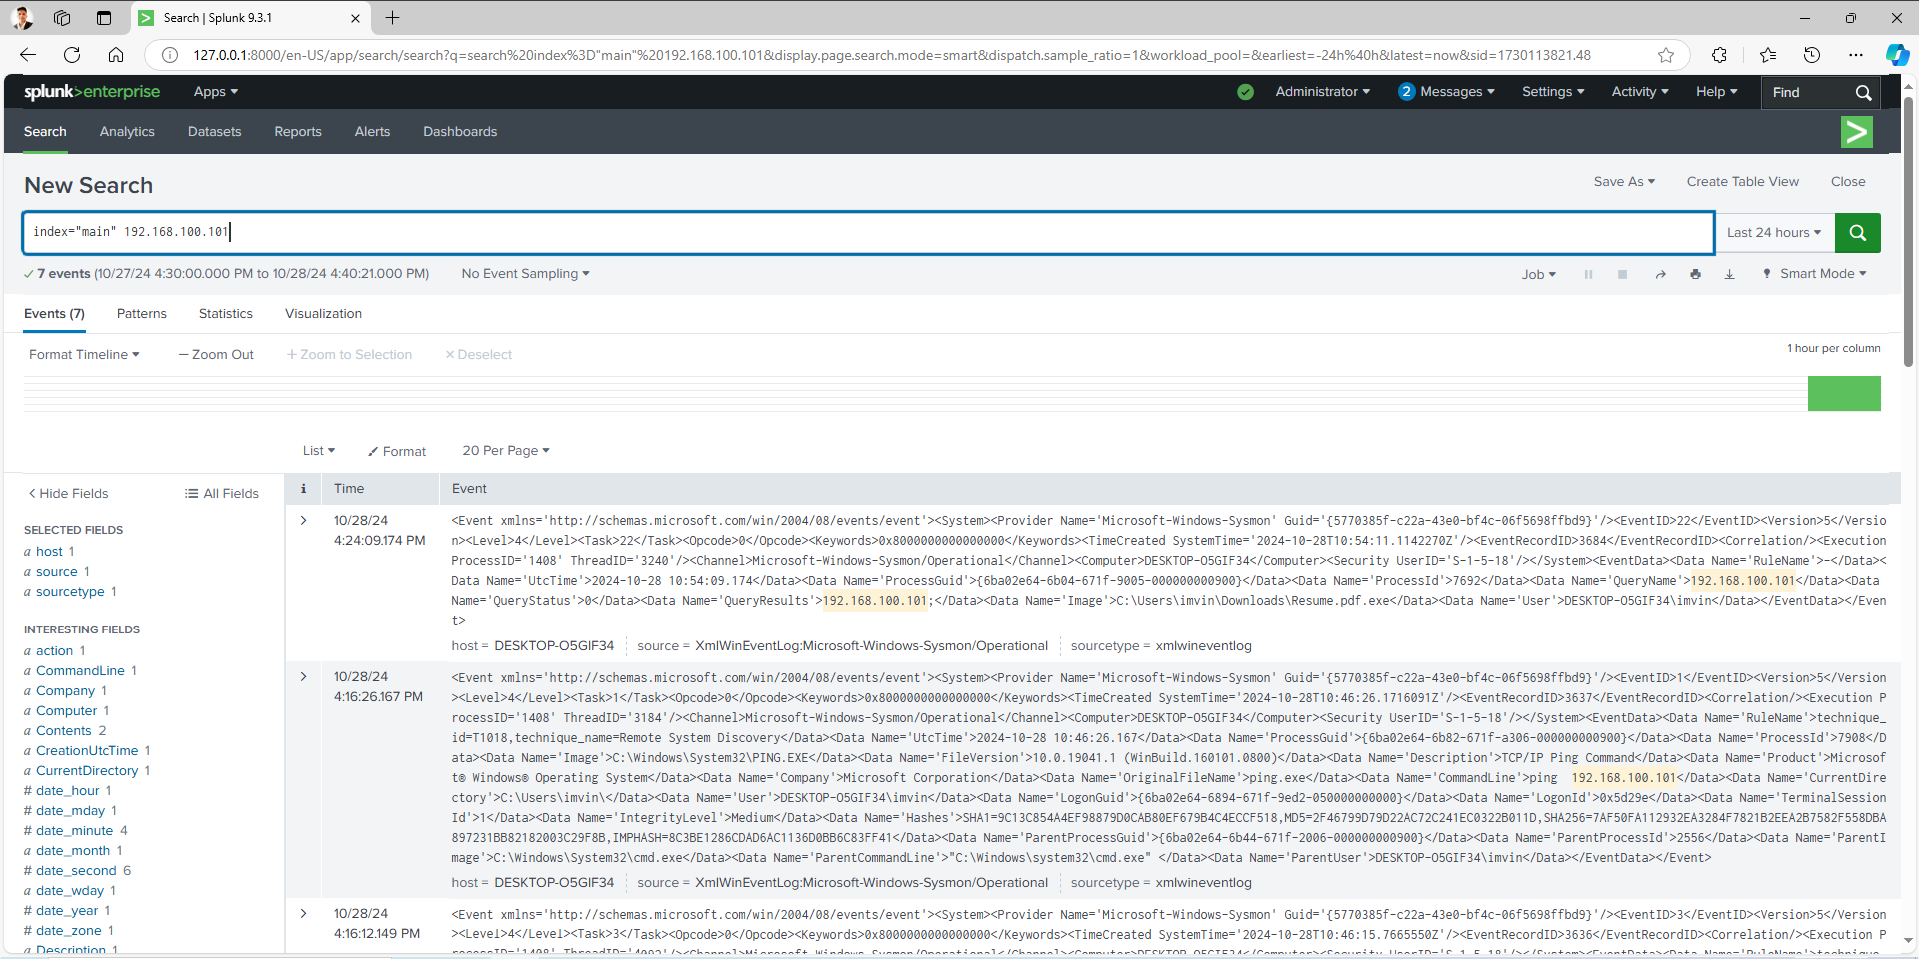 Search | Splunk 9.3.1
127.0.0.1:8000/en-US/app/search/search?q=search%20index%3D"main"%20192.168.100.101&display.page.search.mode=smart&dispatch.sample_ratio=1&workload_pool=&earliest=-24h%40h&latest=now&sid=1730113821.48
splunk>enterprise Apps Administrator 2 Messages Settings Activity Help Find
Search Analytics Datasets Reports Alerts Dashboards
New Search
Save As Create Table View Close
index="main" 192.168.100.101
Last 24 hours
7 events (10/27/24 4:30:00.000 PM to 10/28/24 4:40:21.000 PM) No Event Sampling Job Smart Mode
Events (7) Patterns Statistics Visualization
Format Timeline — Zoom Out + Zoom to Selection × Deselect
1 hour per column
List Format 20 Per Page
< Hide Fields All Fields
SELECTED FIELDS
a host 1
a source 1
a sourcetype 1
INTERESTING FIELDS
a action 1
a CommandLine 1
a Company 1
a Computer 1
a Contents 2
a CreationUtcTime 1
a CurrentDirectory 1
# date_hour 1
# date_mday 1
# date_minute 4
a date_month 1
# date_second 6
a date_wday 1
# date_year 1
# date_zone 1
a Description 1
i Time Event
10/28/24
4:24:09.174 PM
<Event xmlns='http://schemas.microsoft.com/win/2004/08/events/event'><System><Provider Name='Microsoft-Windows-Sysmon' Guid='{5770385f-c22a-43e0-bf4c-06f5698ffbd9}'/><EventID>22</EventID><Version>5</Versio
n><Level>4</Level><Task>22</Task><Opcode>0</Opcode><Keywords>0x8000000000000000</Keywords><TimeCreated SystemTime='2024-10-28T10:54:11.1142270Z'/><EventRecordID>3684</EventRecordID><Correlation/><Execution
ProcessID='1408' ThreadID='3240'/><Channel>Microsoft-Windows-Sysmon/Operational</Channel><Computer>DESKTOP-O5GIF34</Computer><Security UserID='S-1-5-18'/></System><EventData><Data Name='RuleName'>-</Data><
Data Name='UtcTime'>2024-10-28 10:54:09.174</Data><Data Name='ProcessGuid'>{6ba02e64-6b04-671f-9005-000000000900}</Data><Data Name='ProcessId'>7692</Data><Data Name='QueryName'>192.168.100.101</Data><Data
Name='QueryStatus'>0</Data><Data Name='QueryResults'>192.168.100.101;</Data><Data Name='Image'>C:\Users\imvin\Downloads\Resume.pdf.exe</Data><Data Name='User'>DESKTOP-O5GIF34\imvin</Data></EventData></Even
t>
host = DESKTOP-O5GIF34 source = XmlWinEventLog:Microsoft-Windows-Sysmon/Operational sourcetype = xmlwineventlog
10/28/24
4:16:26.167 PM
<Event xmlns='http://schemas.microsoft.com/win/2004/08/events/event'><System><Provider Name='Microsoft-Windows-Sysmon' Guid='{5770385f-c22a-43e0-bf4c-06f5698ffbd9}'/><EventID>1</EventID><Version>5</Version
><Level>4</Level><Task>1</Task><Opcode>0</Opcode><Keywords>0x8000000000000000</Keywords><TimeCreated SystemTime='2024-10-28T10:46:26.1716091Z'/><EventRecordID>3637</EventRecordID><Correlation/><Execution P
rocessID='1408' ThreadID='3184'/><Channel>Microsoft-Windows-Sysmon/Operational</Channel><Computer>DESKTOP-O5GIF34</Computer><Security UserID='S-1-5-18'/></System><EventData><Data Name='RuleName'>technique_
id=T1018,technique_name=Remote System Discovery</Data><Data Name='UtcTime'>2024-10-28 10:46:26.167</Data><Data Name='ProcessGuid'>{6ba02e64-6b82-671f-a306-000000000900}</Data><Data Name='ProcessId'>7908</D
ata><Data Name='Image'>C:\Windows\System32\PING.EXE</Data><Data Name='FileVersion'>10.0.19041.1 (WinBuild.160101.0800)</Data><Data Name='Description'>TCP/IP Ping Command</Data><Data Name='Product'>Microsof
t® Windows® Operating System</Data><Data Name='Company'>Microsoft Corporation</Data><Data Name='OriginalFileName'>ping.exe</Data><Data Name='CommandLine'>ping  192.168.100.101</Data><Data Name='CurrentDire
ctory'>C:\Users\imvin\</Data><Data Name='User'>DESKTOP-O5GIF34\imvin</Data><Data Name='LogonGuid'>{6ba02e64-6894-671f-9ed2-050000000000}</Data><Data Name='LogonId'>0x5d29e</Data><Data Name='TerminalSession
Id'>1</Data><Data Name='IntegrityLevel'>Medium</Data><Data Name='Hashes'>SHA1=9C13C854A4EF98879D0CAB80EF679B4C4ECCF518,MD5=2F46799D79D22AC72C241EC0322B011D,SHA256=7AF50FA112932EA3284F7821B2EEA2B7582F558DBA
897231BB82182003C29F8B,IMPHASH=8C3BE1286CDAD6AC1136D0BB6C83FF41</Data><Data Name='ParentProcessGuid'>{6ba02e64-6b44-671f-2006-000000000900}</Data><Data Name='ParentProcessId'>2556</Data><Data Name='ParentI
mage'>C:\Windows\System32\cmd.exe</Data><Data Name='ParentCommandLine'>"C:\Windows\system32\cmd.exe" </Data><Data Name='ParentUser'>DESKTOP-O5GIF34\imvin</Data></EventData></Event>
host = DESKTOP-O5GIF34 source = XmlWinEventLog:Microsoft-Windows-Sysmon/Operational sourcetype = xmlwineventlog
10/28/24
4:16:12.149 PM
<Event xmlns='http://schemas.microsoft.com/win/2004/08/events/event'><System><Provider Name='Microsoft-Windows-Sysmon' Guid='{5770385f-c22a-43e0-bf4c-06f5698ffbd9}'/><EventID>3</EventID><Version>5</Version
><Level>4</Level><Task>3</Task><Opcode>0</Opcode><Keywords>0x8000000000000000</Keywords><TimeCreated SystemTime='2024-10-28T10:46:15.7665550Z'/><EventRecordID>3636</EventRecordID><Correlation/><Execution P